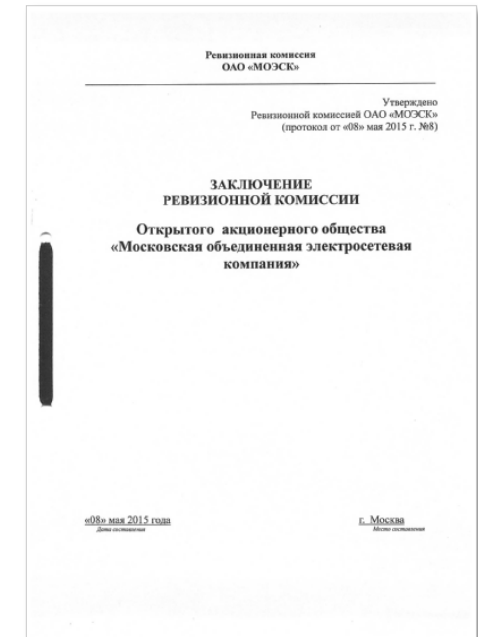 Ревизионная комиссия
ОАО «МОЭСК»
Утверждено
Ревизионной комиссией ОАО «МОЭСК»
(протокол от «08» мая 2015 г. №8)
ЗАКЛЮЧЕНИЕ
РЕВИЗИОННОЙ КОМИССИИ
Открытого акционерного общества
«Московская объединенная электросетевая
компания»
«08» мая 2015 года г. Москва
Дата составления Место составления